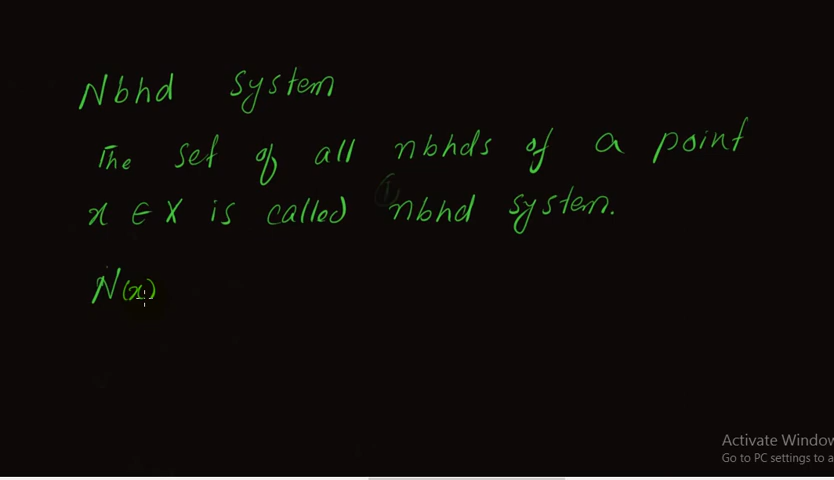 Nbhd system
The set of all nbhds of a point
x ∈ X is called nbhd system.
N(x)
Activate Window
Go to PC settings to a